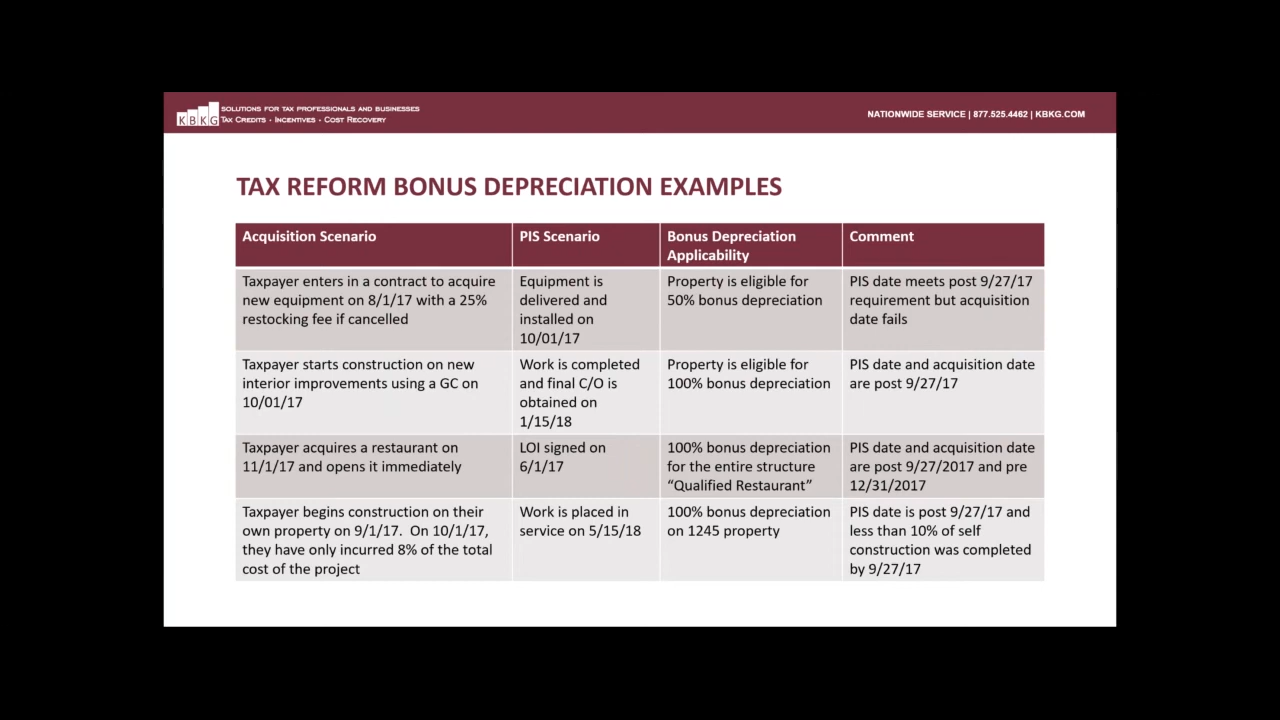 KBKG
SOLUTIONS FOR TAX PROFESSIONALS AND BUSINESSES
TAX CREDITS · INCENTIVES · COST RECOVERY
NATIONWIDE SERVICE | 877.525.4462 | KBKG.COM
TAX REFORM BONUS DEPRECIATION EXAMPLES
Acquisition Scenario
PIS Scenario
Bonus Depreciation
Applicability
Comment
Taxpayer enters in a contract to acquire
new equipment on 8/1/17 with a 25%
restocking fee if cancelled
Equipment is
delivered and
installed on
10/01/17
Property is eligible for
50% bonus depreciation
PIS date meets post 9/27/17
requirement but acquisition
date fails
Taxpayer starts construction on new
interior improvements using a GC on
10/01/17
Work is completed
and final C/O is
obtained on
1/15/18
Property is eligible for
100% bonus depreciation
PIS date and acquisition date
are post 9/27/17
Taxpayer acquires a restaurant on
11/1/17 and opens it immediately
LOI signed on
6/1/17
100% bonus depreciation
for the entire structure
“Qualified Restaurant”
PIS date and acquisition date
are post 9/27/2017 and pre
12/31/2017
Taxpayer begins construction on their
own property on 9/1/17.  On 10/1/17,
they have only incurred 8% of the total
cost of the project
Work is placed in
service on 5/15/18
100% bonus depreciation
on 1245 property
PIS date is post 9/27/17 and
less than 10% of self
construction was completed
by 9/27/17